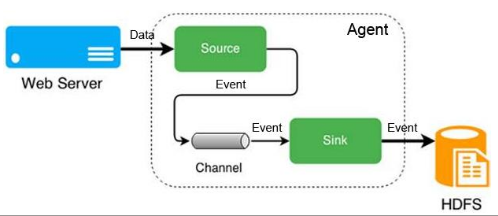 Agent
Data
Source
Web Server
Event
Event
Event
Sink
Channel
HDFS